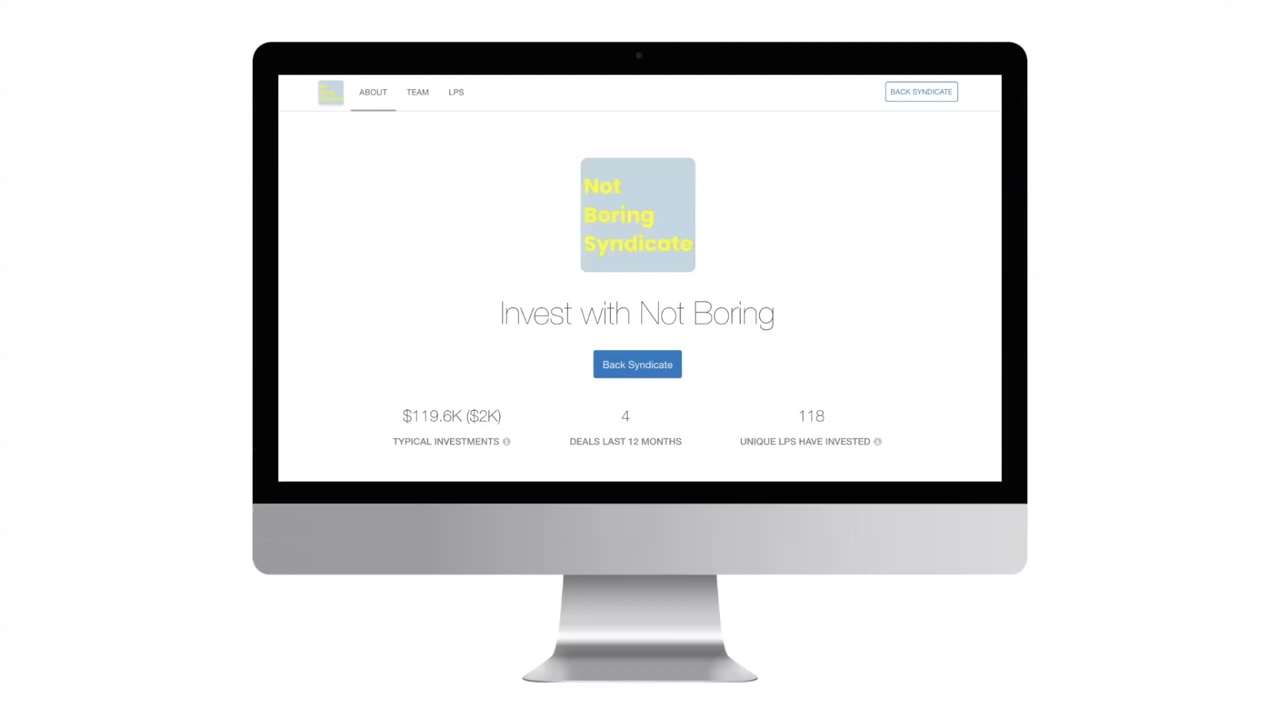 ABOUT TEAM LPS BACK SYNDICATE
Not
Boring
Syndicate
Invest with Not Boring
Back Syndicate
$119.6K ($2K) 4 118
TYPICAL INVESTMENTS DEALS LAST 12 MONTHS UNIQUE LPS HAVE INVESTED